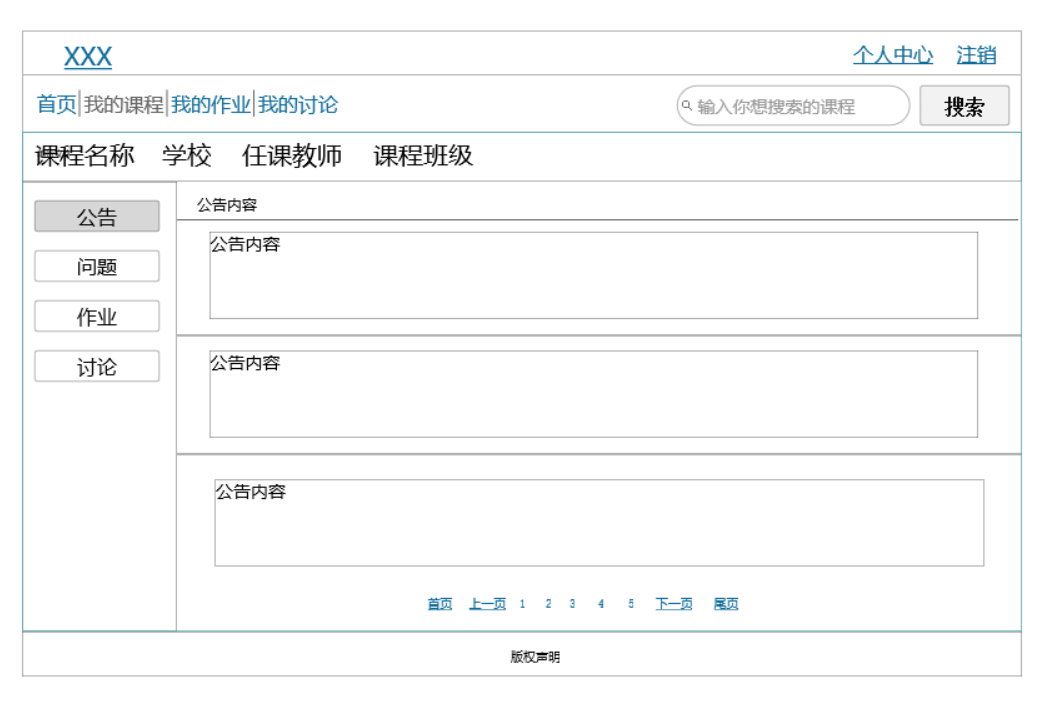 XXX 个人中心 注销
首页 我的课程 我的作业 我的讨论 输入你想搜索的课程 搜索
课程名称 学校 任课教师 课程班级
公告 公告内容
公告内容
问题
作业
讨论 公告内容
公告内容
首页 上一页 1 2 3 4 5 下一页 尾页
版权声明